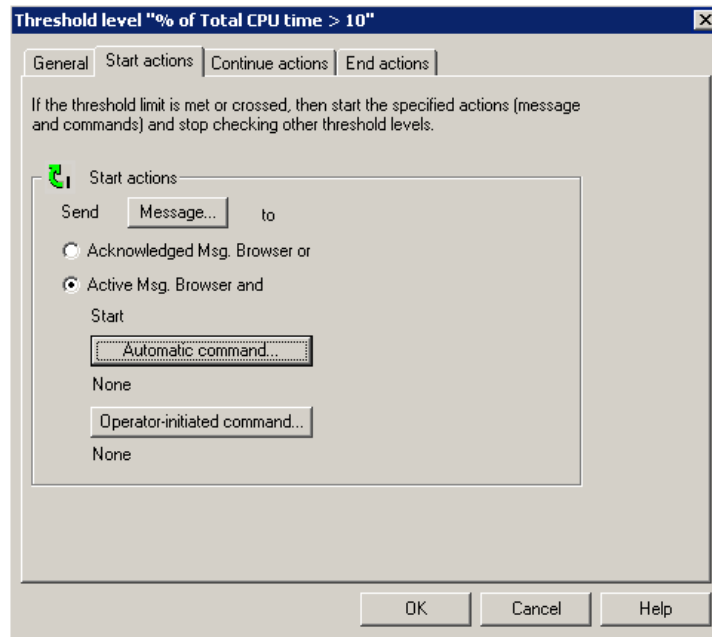 Threshold level "% of Total CPU time > 10"
General Start actions Continue actions End actions
If the threshold limit is met or crossed, then start the specified actions (message
and commands) and stop checking other threshold levels.
Start actions
Send Message... to
Acknowledged Msg. Browser or
Active Msg. Browser and
Start
Automatic command...
None
Operator-initiated command...
None
OK Cancel Help